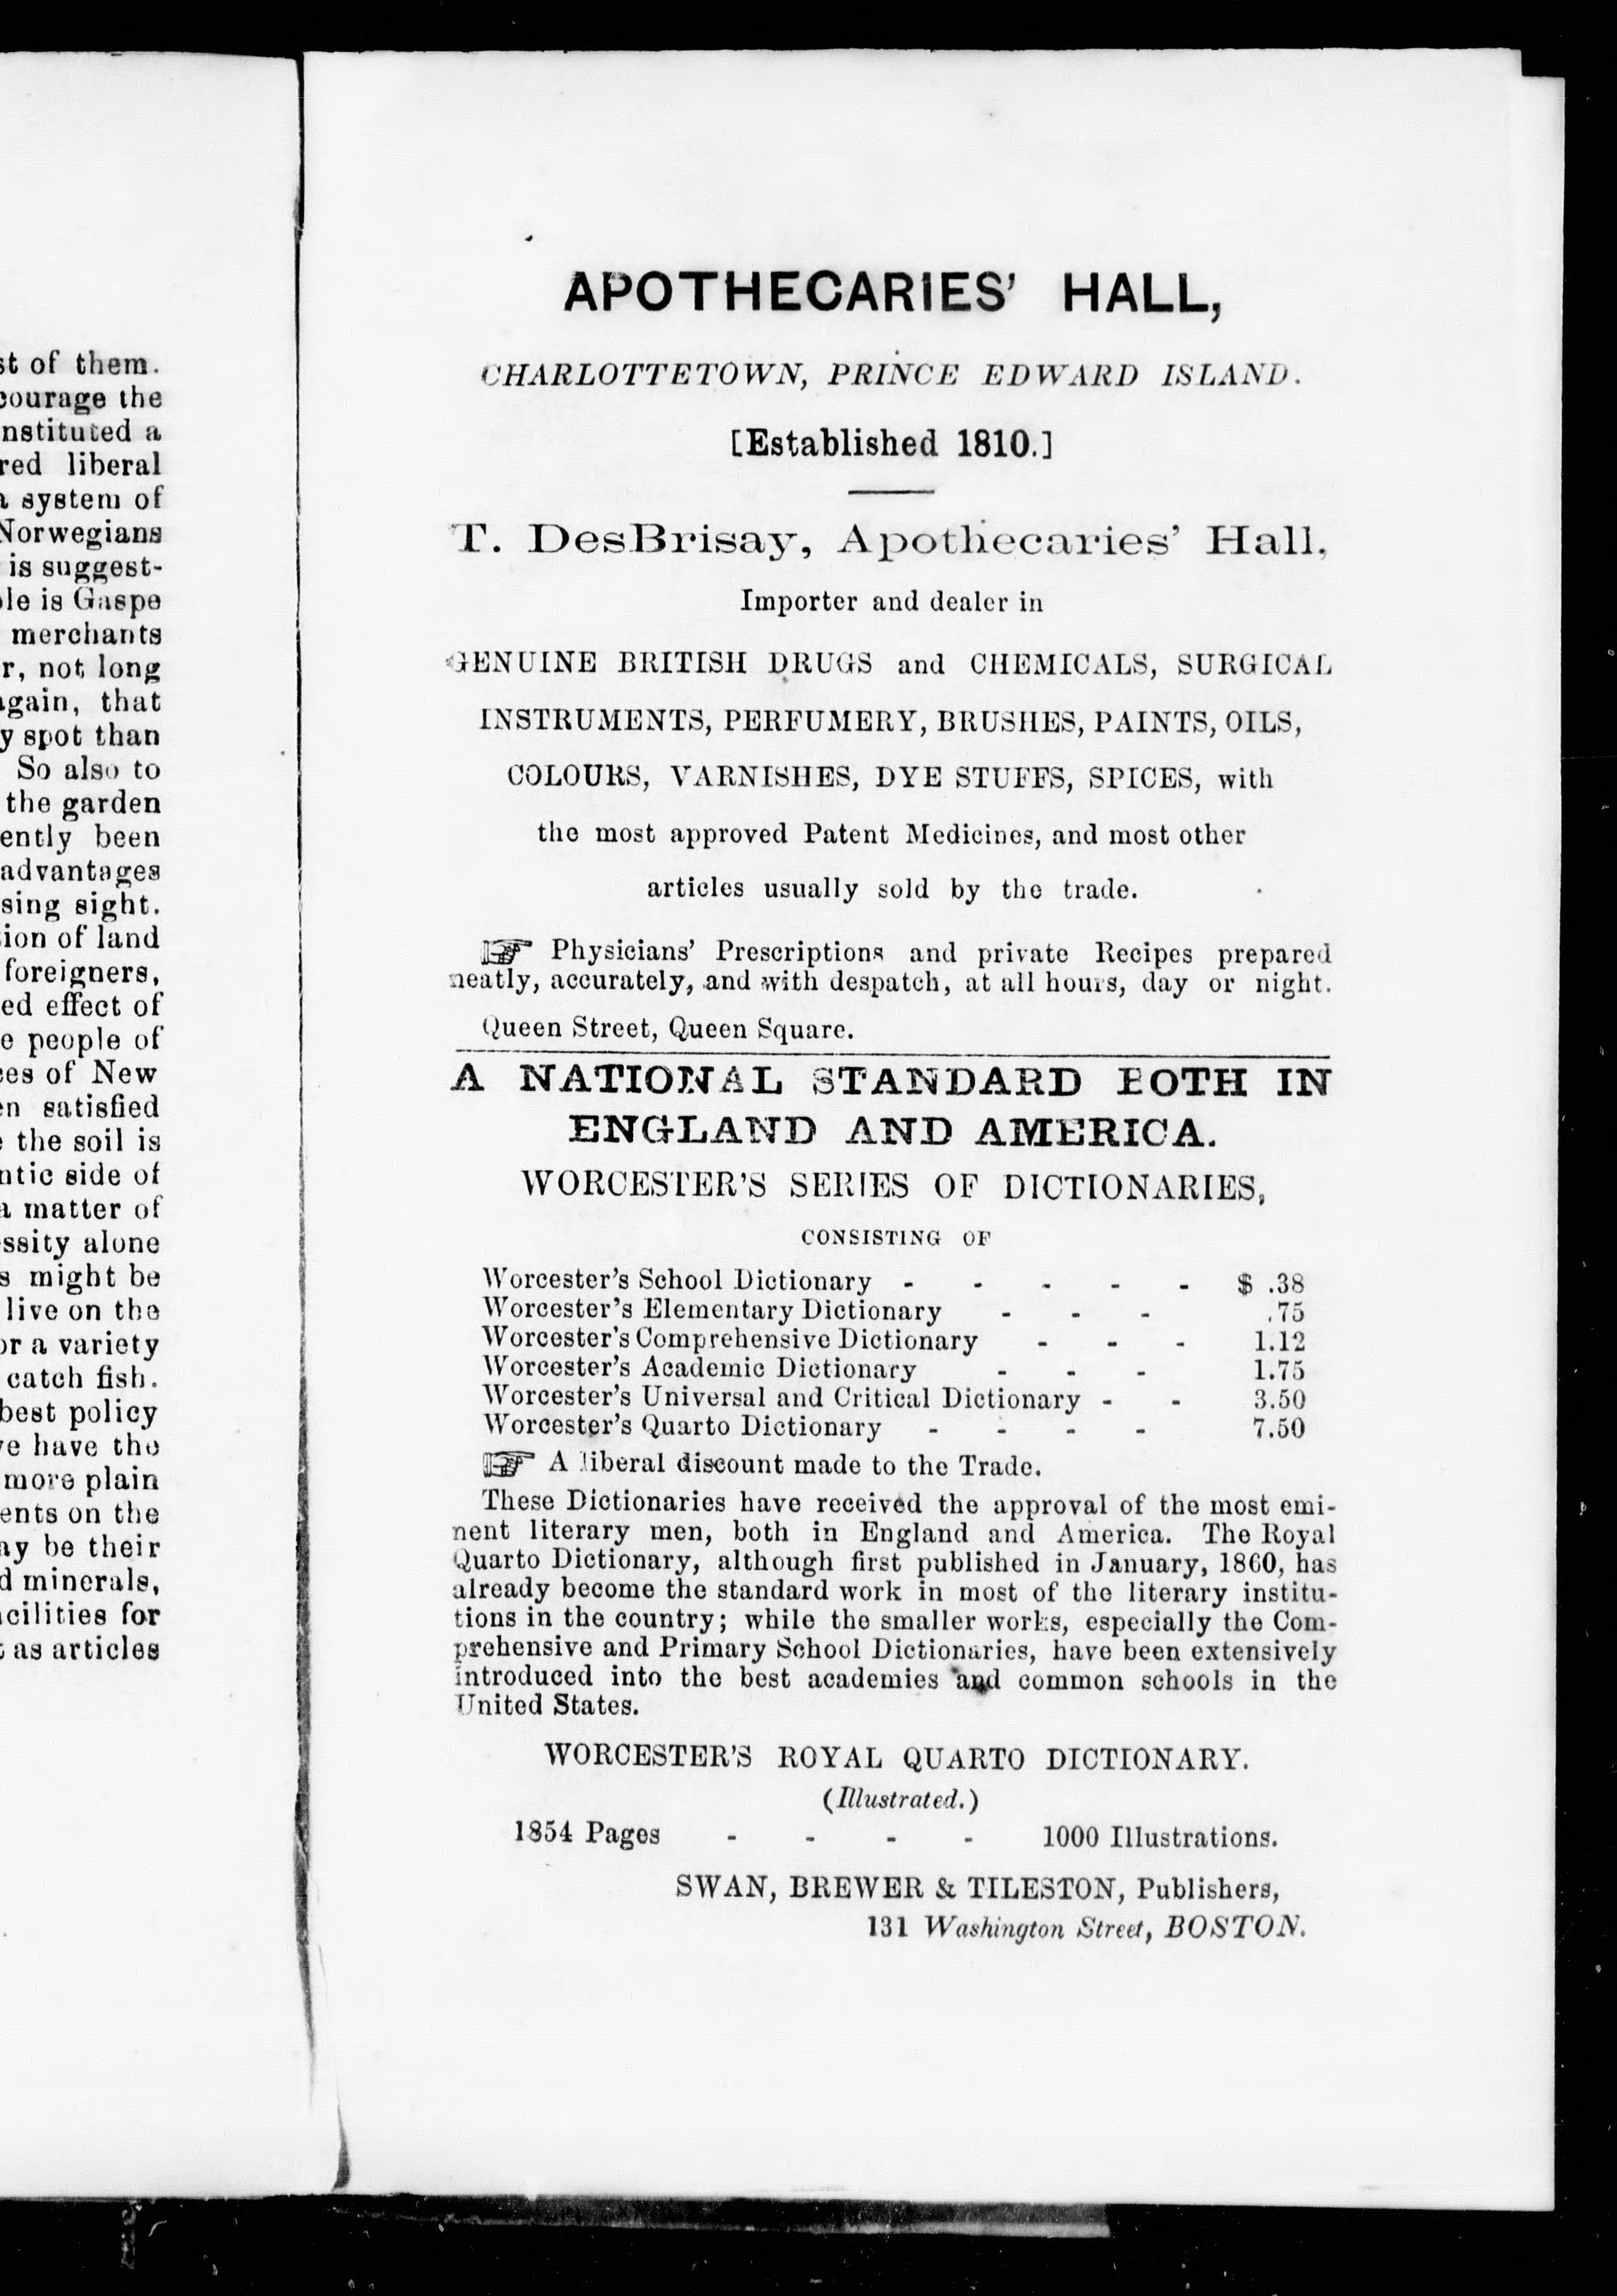 st of them.
courage the
nstituted a
red liberal
a system of
Norwegians
is suggest-
ple is Gaspe
merchants
r, not long
again, that
y spot than
So also to
the garden
ently been
advantages
sing sight.
tion of land
foreigners,
ed effect of
e people of
ces of New
en satisfied
e the soil is
ntic side of
a matter of
ssity alone
s might be
live on the
or a variety
catch fish.
best policy
ve have the
more plain
ents on the
ay be their
d minerals,
acilities for
t as articles
APOTHECARIES' HALL,
CHARLOTTETOWN, PRINCE EDWARD ISLAND.
[Established 1810.]
T. DesBrisay, Apothecaries' Hall,
Importer and dealer in
GENUINE BRITISH DRUGS and CHEMICALS, SURGICAL
INSTRUMENTS, PERFUMERY, BRUSHES, PAINTS, OILS,
COLOURS, VARNISHES, DYE STUFFS, SPICES, with
the most approved Patent Medicines, and most other
articles usually sold by the trade.
☞ Physicians' Prescriptions and private Recipes prepared
neatly, accurately, and with despatch, at all hours, day or night.
Queen Street, Queen Square.
A NATIONAL STANDARD BOTH IN
ENGLAND AND AMERICA.
WORCESTER'S SERIES OF DICTIONARIES,
CONSISTING OF
Worcester's School Dictionary - - - - - $ .38
Worcester's Elementary Dictionary - - - .75
Worcester's Comprehensive Dictionary - - - 1.12
Worcester's Academic Dictionary - - - 1.75
Worcester's Universal and Critical Dictionary - - 3.50
Worcester's Quarto Dictionary - - - - 7.50
☞ A liberal discount made to the Trade.
These Dictionaries have received the approval of the most emi-
nent literary men, both in England and America. The Royal
Quarto Dictionary, although first published in January, 1860, has
already become the standard work in most of the literary institu-
tions in the country; while the smaller works, especially the Com-
prehensive and Primary School Dictionaries, have been extensively
introduced into the best academies and common schools in the
United States.
WORCESTER'S ROYAL QUARTO DICTIONARY.
(Illustrated.)
1854 Pages - - - - 1000 Illustrations.
SWAN, BREWER & TILESTON, Publishers,
131 Washington Street, BOSTON.